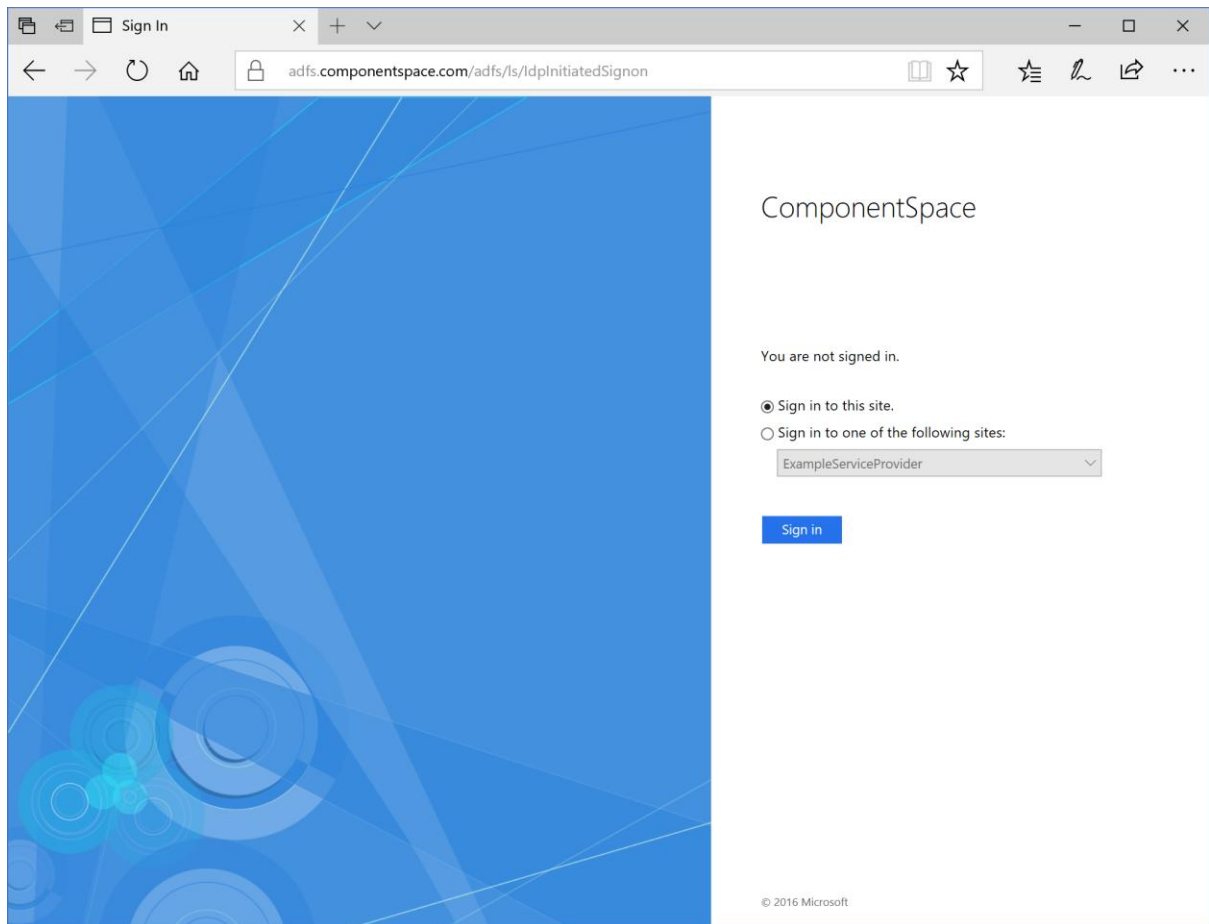 Sign In
adfs.componentspace.com/adfs/ls/IdpInitiatedSignon
ComponentSpace
You are not signed in.
Sign in to this site.
Sign in to one of the following sites:
ExampleServiceProvider
Sign in
© 2016 Microsoft